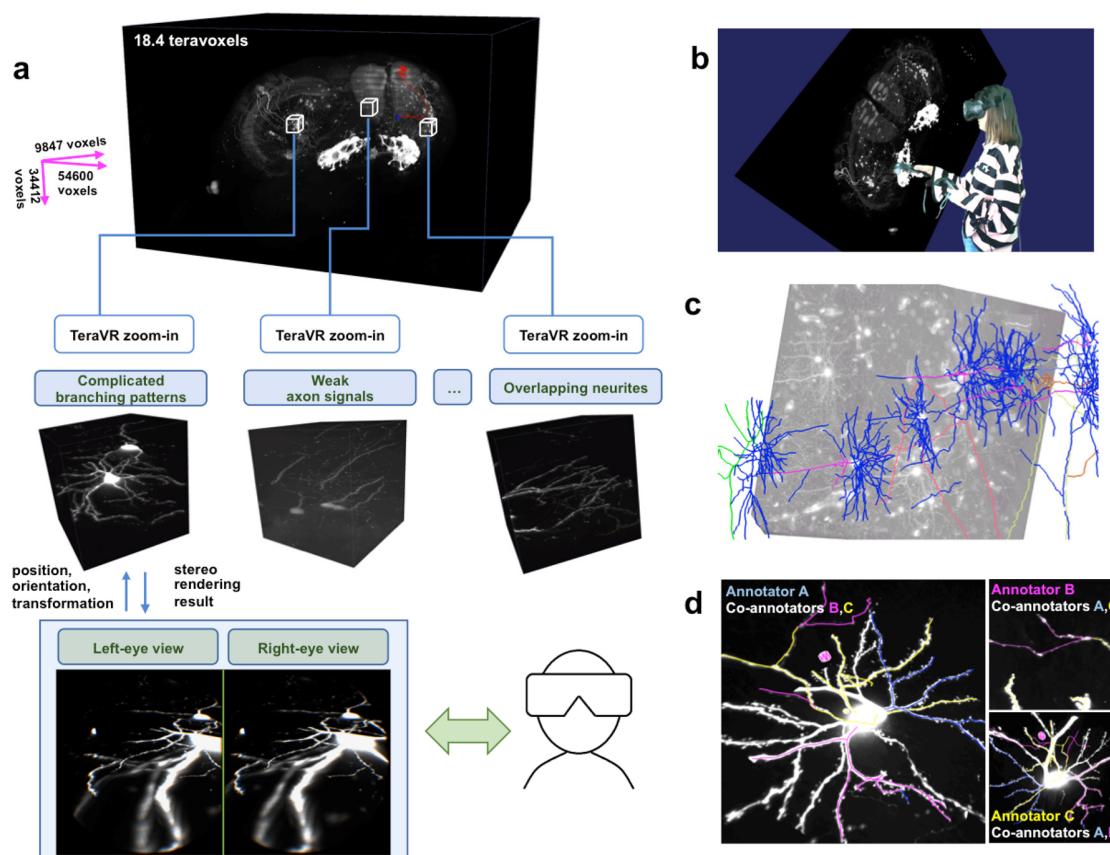 a
18.4 teravoxels
9847 voxels
54600
voxels
34412
voxels
TeraVR zoom-in
TeraVR zoom-in
TeraVR zoom-in
Complicated
branching patterns
Weak
axon signals
...
Overlapping neurites
position,
orientation,
transformation
stereo
rendering
result
Left-eye view
Right-eye view
b
c
d
Annotator A
Co-annotators B,C
Annotator B
Co-annotators A,
Annotator C
Co-annotators A,